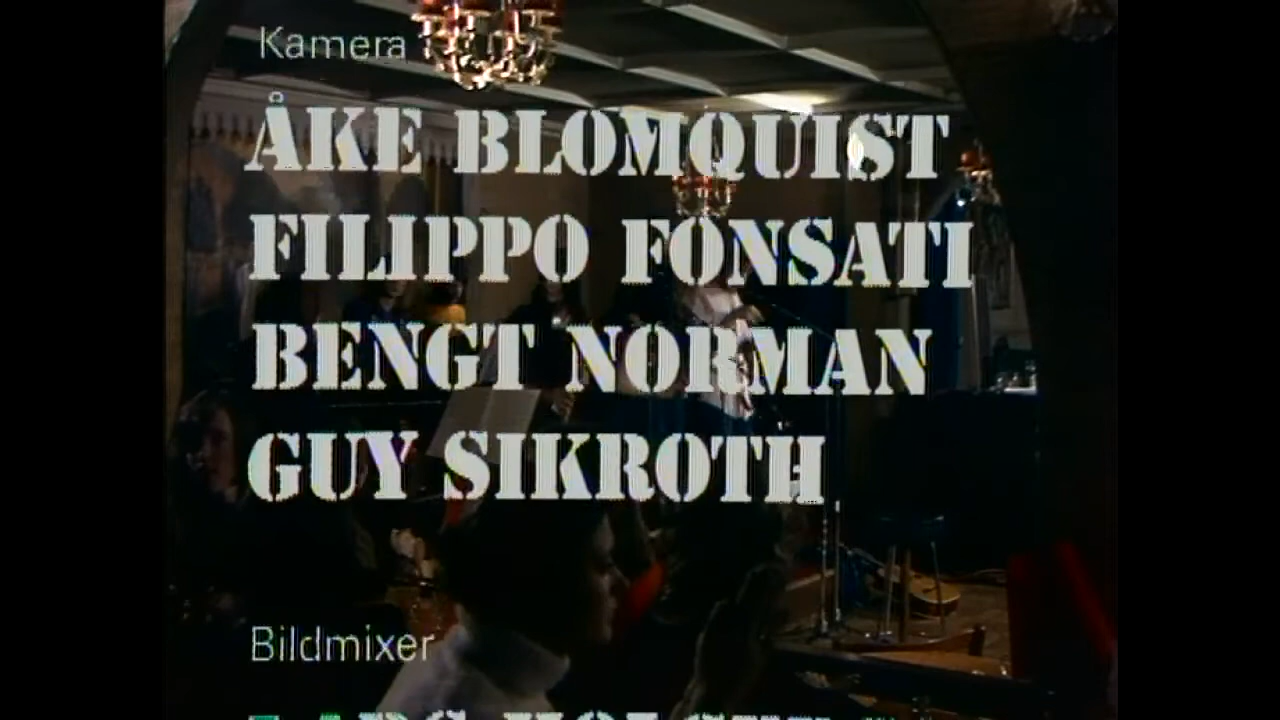 Kamera
ÅKE BLOMQUIST
FILIPPO FONSATI
BENGT NORMAN
GUY SIKROTH
Bildmixer